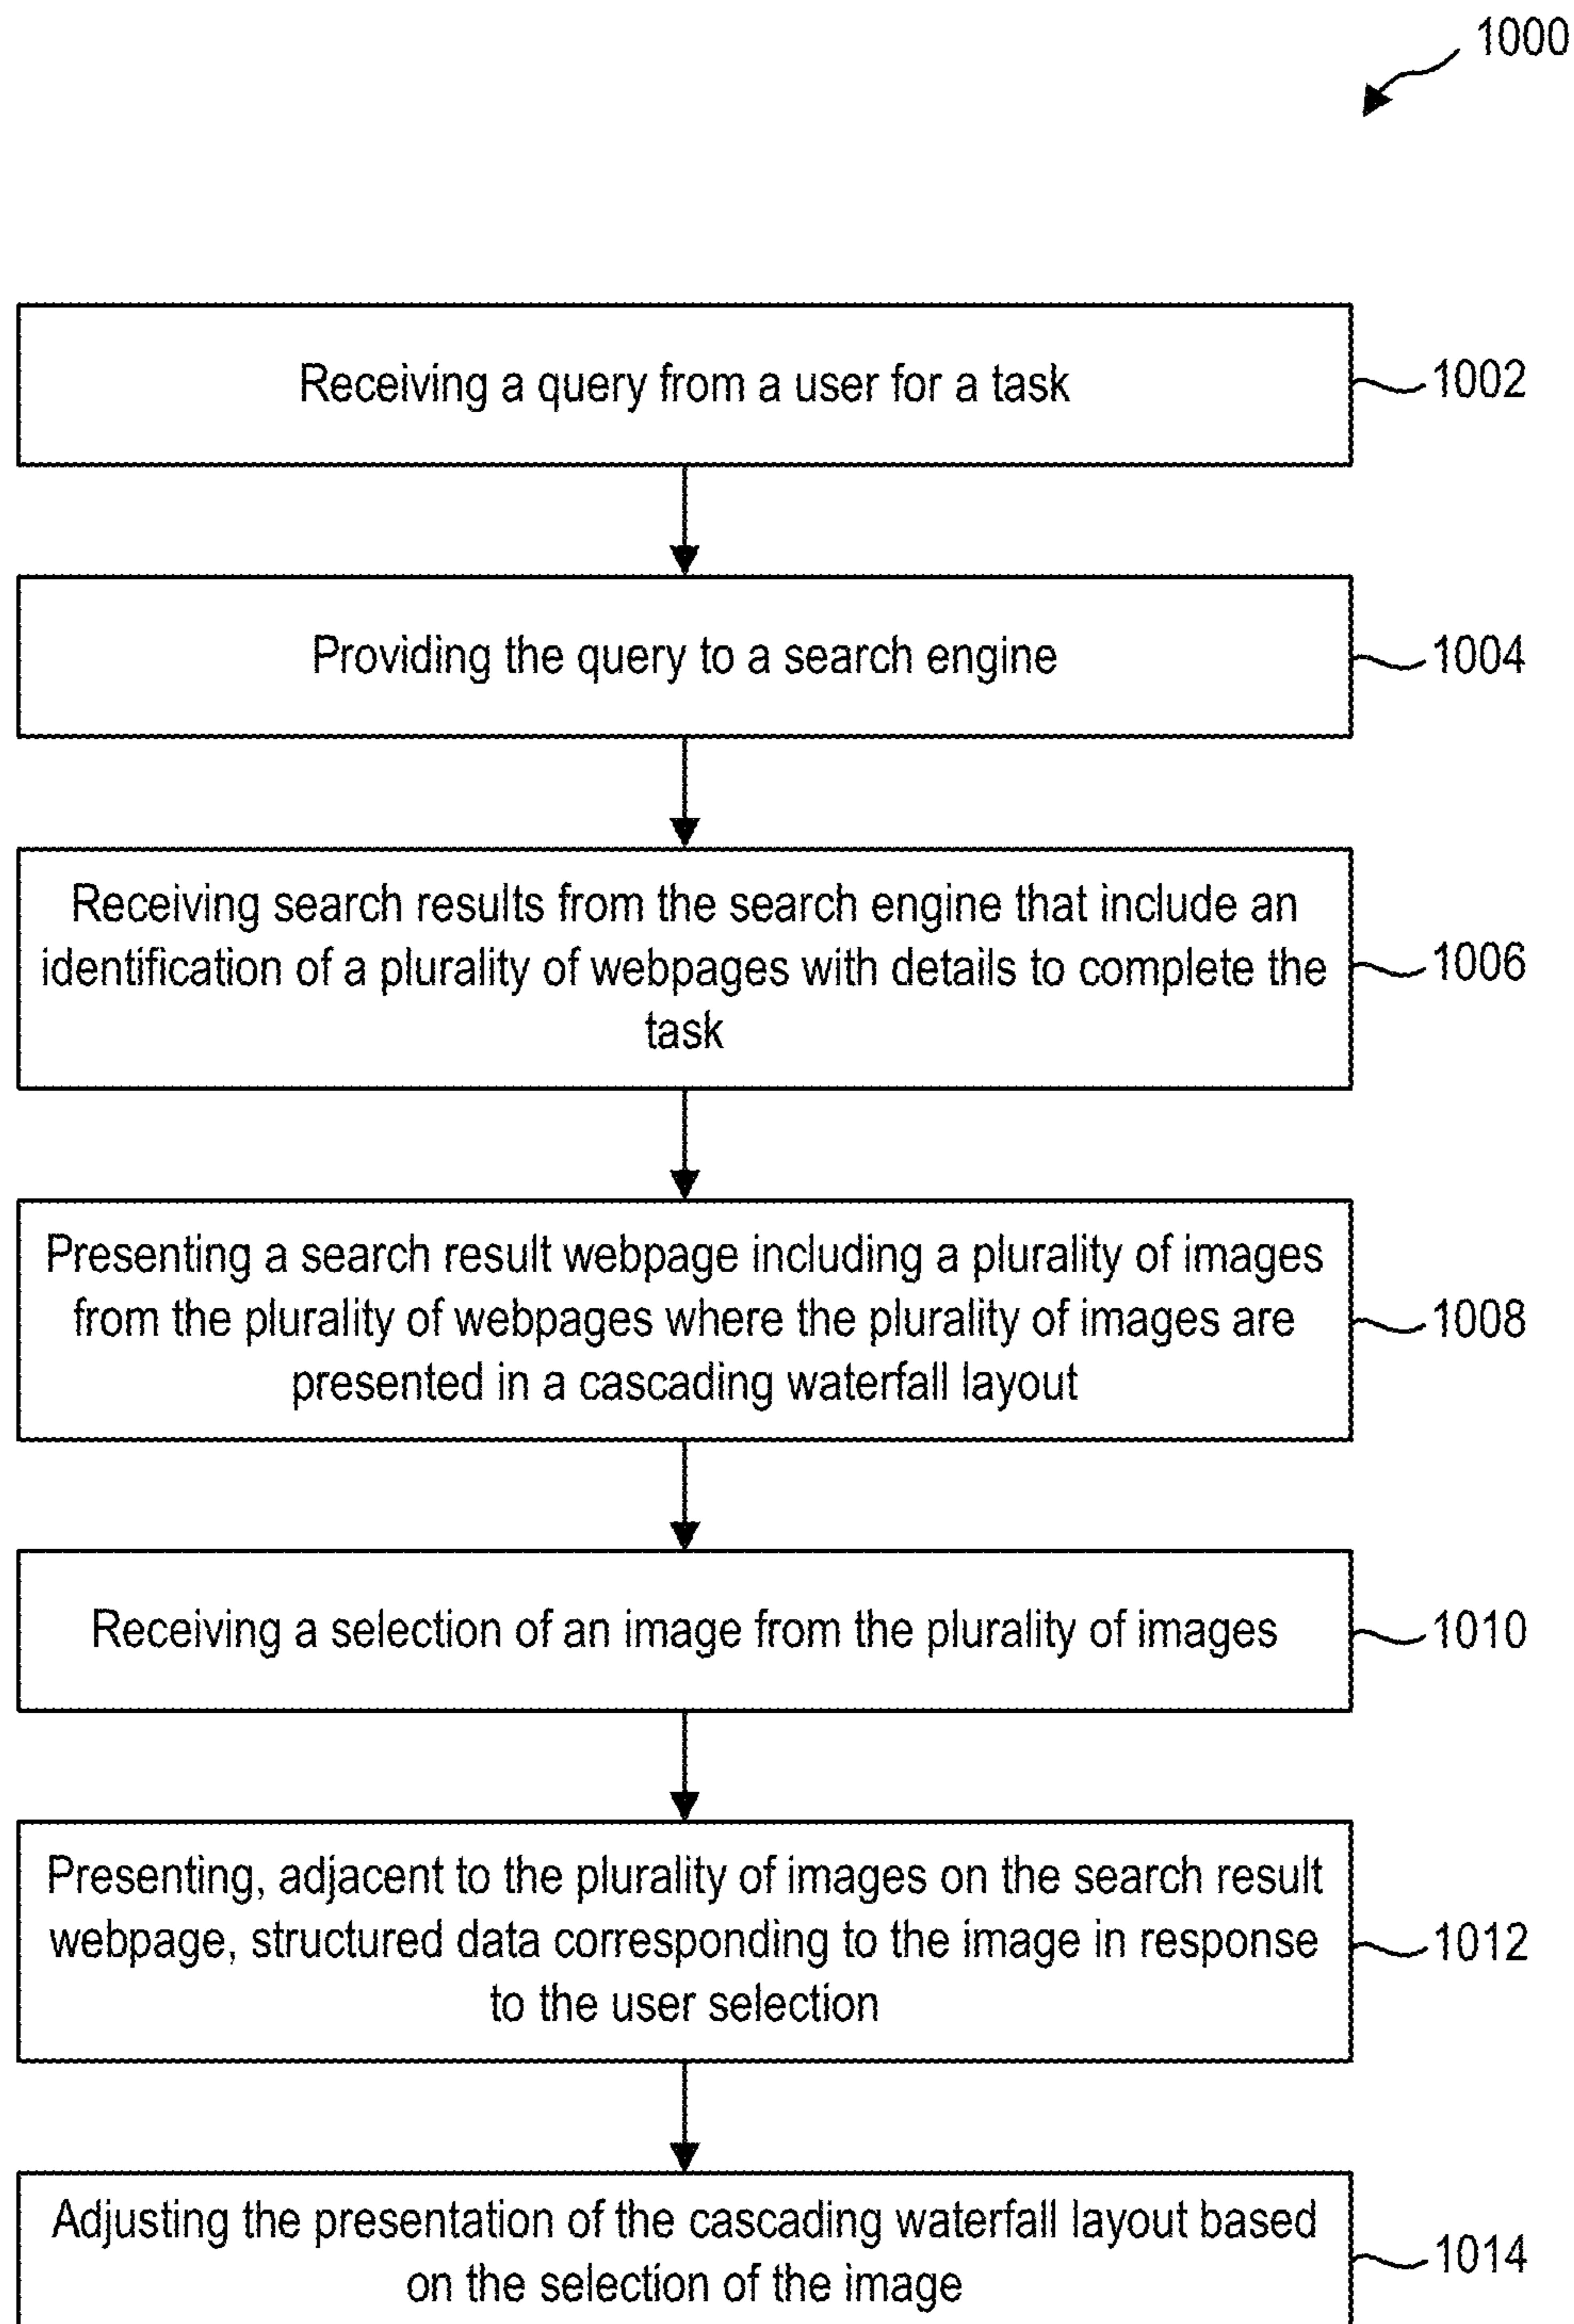 1000
Receiving a query from a user for a task
1002
Providing the query to a search engine
1004
Receiving search results from the search engine that include an
identification of a plurality of webpages with details to complete the
task
1006
Presenting a search result webpage including a plurality of images
from the plurality of webpages where the plurality of images are
presented in a cascading waterfall layout
1008
Receiving a selection of an image from the plurality of images
1010
Presenting, adjacent to the plurality of images on the search result
webpage, structured data corresponding to the image in response
to the user selection
1012
Adjusting the presentation of the cascading waterfall layout based
on the selection of the image
1014